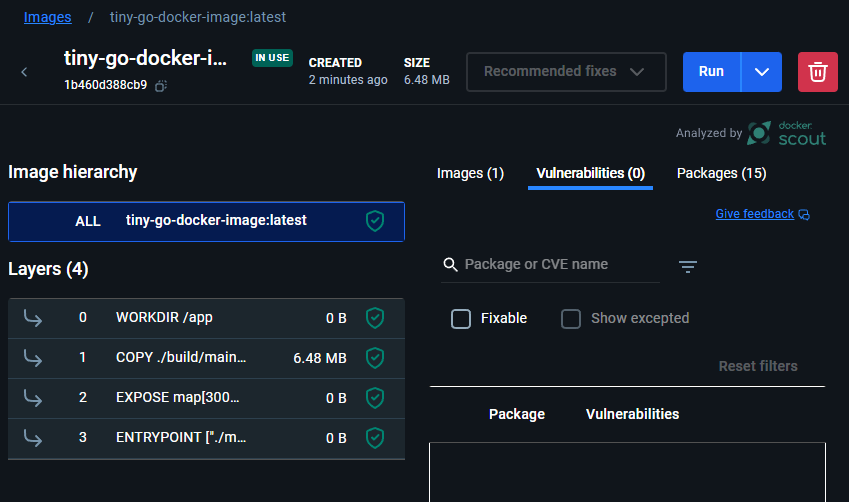 Images / tiny-go-docker-image:latest
tiny-go-docker-i... IN USE
1b460d388cb9
CREATED
2 minutes ago
SIZE
6.48 MB
Recommended fixes
Run
Analyzed by docker scout
Image hierarchy
ALL tiny-go-docker-image:latest
Layers (4)
0 WORKDIR /app 0 B
1 COPY ./build/main... 6.48 MB
2 EXPOSE map[300... 0 B
3 ENTRYPOINT ["./m... 0 B
Images (1) Vulnerabilities (0) Packages (15)
Give feedback
Package or CVE name
Fixable Show excepted
Reset filters
Package Vulnerabilities